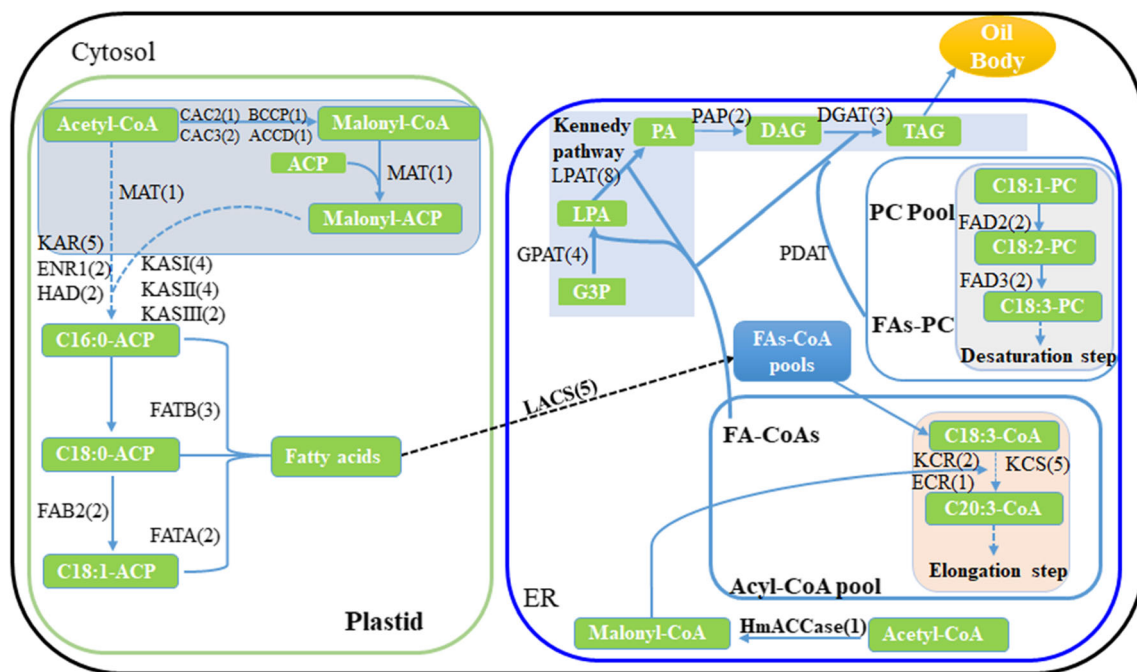 Cytosol
Oil
Body
Acetyl-CoA
CAC2(1) BCCP(1)
CAC3(2) ACCD(1)
Malonyl-CoA
ACP
MAT(1)
MAT(1)
Malonyl-ACP
KAR(5)
ENR1(2)
HAD(2)
KASI(4)
KASII(4)
KASIII(2)
C16:0-ACP
FATB(3)
C18:0-ACP
Fatty acids
FAB2(2)
FATA(2)
C18:1-ACP
Plastid
LACS(5)
Kennedy
pathway
PA
PAP(2)
DAG
DGAT(3)
TAG
LPAT(8)
LPA
GPAT(4)
G3P
PDAT
PC Pool
C18:1-PC
FAD2(2)
C18:2-PC
FAD3(2)
C18:3-PC
FAs-PC
Desaturation step
FAs-CoA
pools
FA-CoAs
C18:3-CoA
KCR(2)
KCS(5)
ECR(1)
C20:3-CoA
Elongation step
Acyl-CoA pool
ER
Malonyl-CoA
HmACCase(1)
Acetyl-CoA